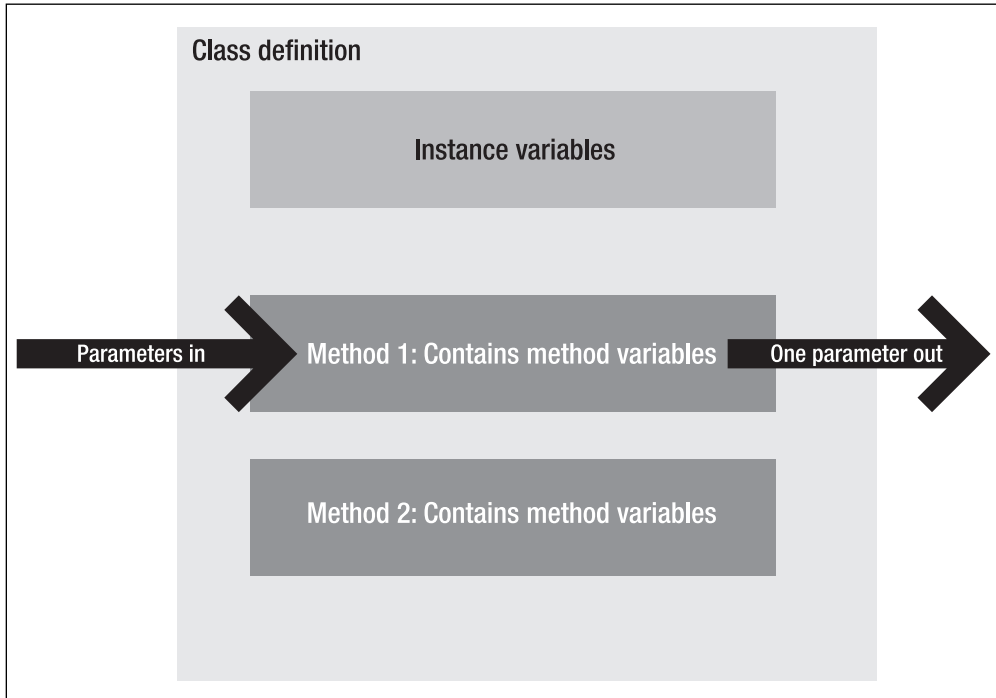 Class definition
Instance variables
Parameters in
Method 1: Contains method variables
One parameter out
Method 2: Contains method variables